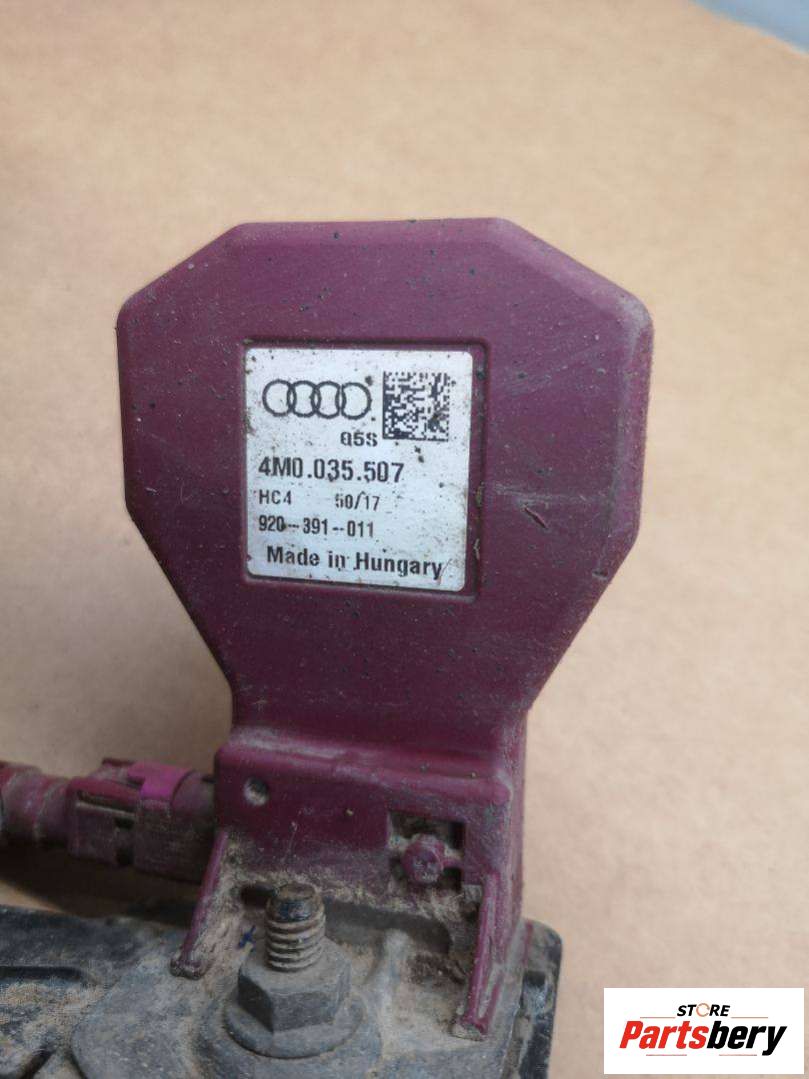 Q5S
4M0.035.507
HC4 50/17
920-391-011
Made in Hungary
STORE
Partsbery